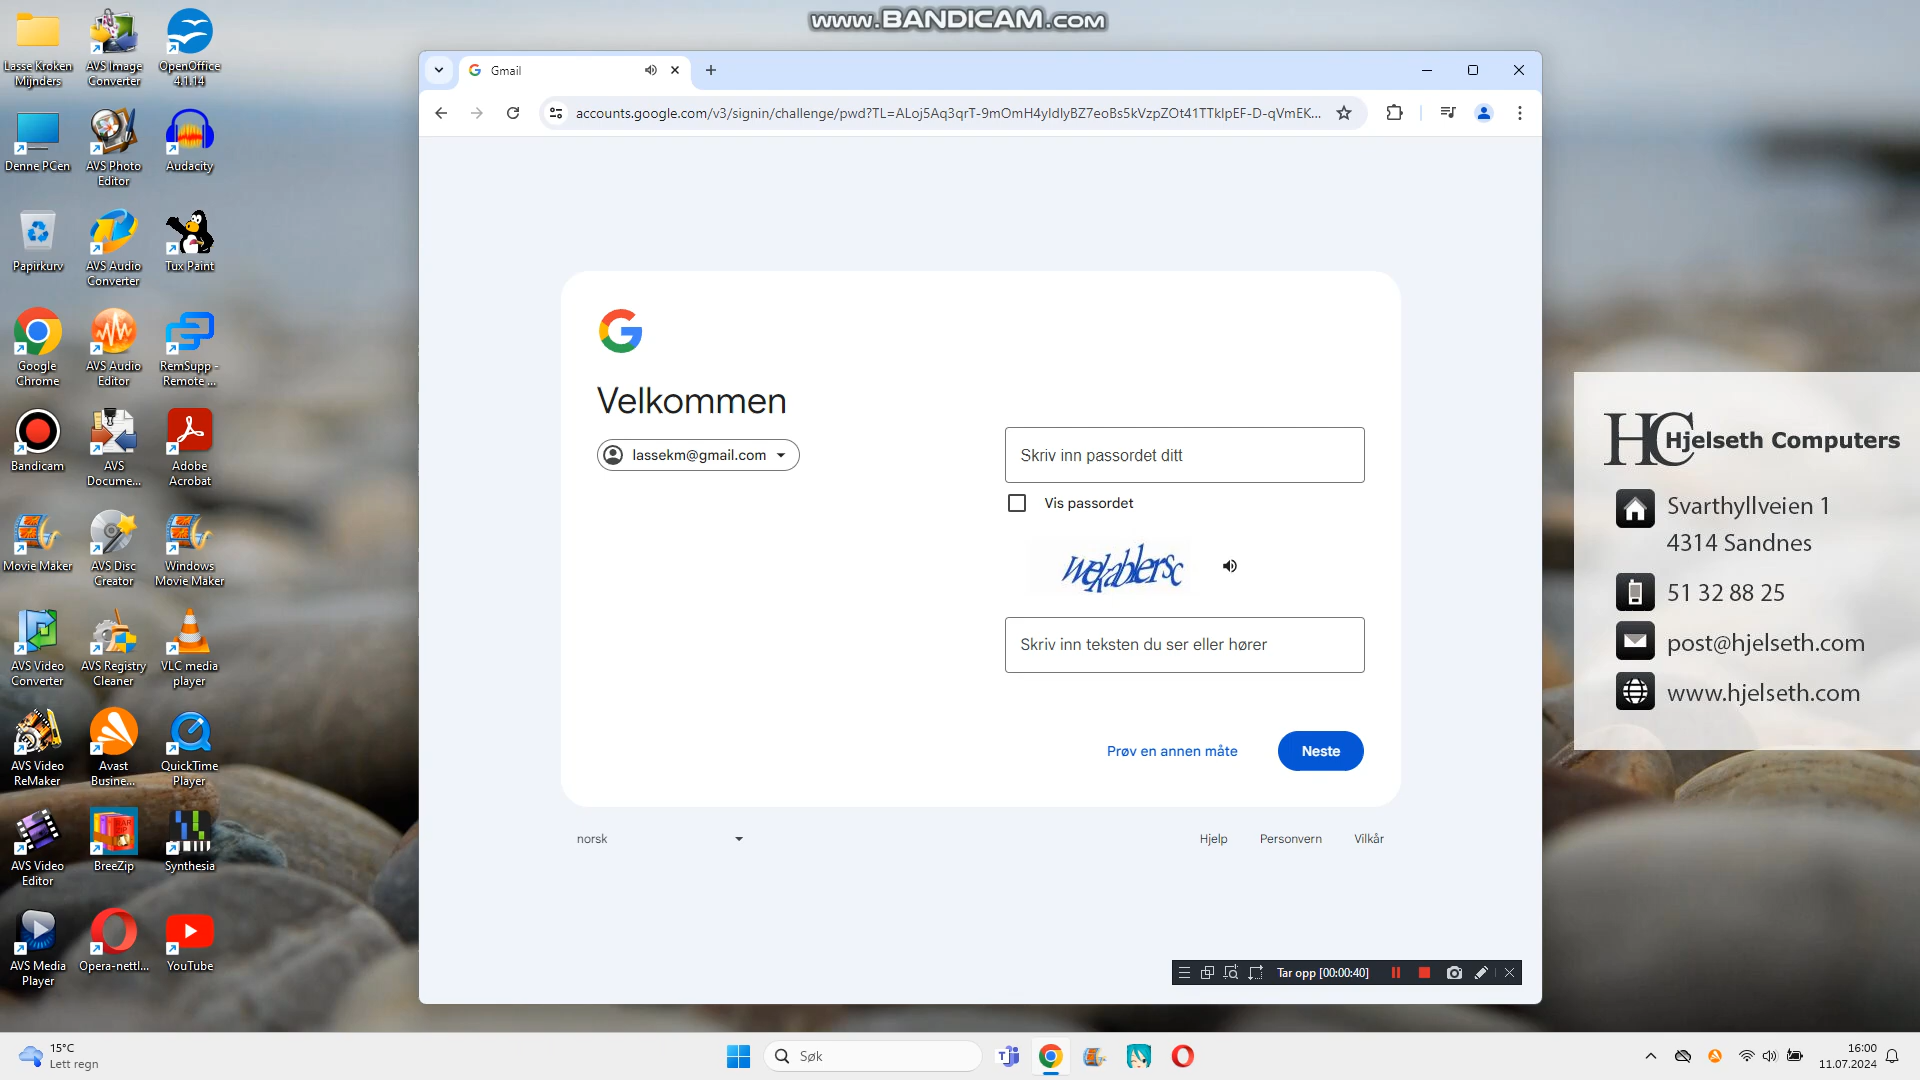 www.BANDICAM.com
Lasse Kroken
Mijnders
AVS Image
Converter
OpenOffice
4.1.14
Denne PCen
AVS Photo
Editor
Audacity
Papirkurv
AVS Audio
Converter
Tux Paint
Google
Chrome
AVS Audio
Editor
RemSupp -
Remote ...
Bandicam
AVS
Docume...
Adobe
Acrobat
Movie Maker
AVS Disc
Creator
Windows
Movie Maker
AVS Video
Converter
AVS Registry
Cleaner
VLC media
player
AVS Video
ReMaker
Avast
Busine...
QuickTime
Player
AVS Video
Editor
BreeZip
Synthesia
AVS Media
Player
Opera-nettl...
YouTube
Gmail
accounts.google.com/v3/signin/challenge/pwd?TL=ALoj5Aq3qrT-9mOmH4yldlyBZ7eoBs5kVzpZOt41TTklpEF-D-qVmEK...
Velkommen
lassekm@gmail.com
Skriv inn passordet ditt
Vis passordet
Skriv inn teksten du ser eller hører
Prøv en annen måte
Neste
norsk
Hjelp
Personvern
Vilkår
Tar opp [00:00:40]
HC
Hjelseth Computers
Svarthyllveien 1
4314 Sandnes
51 32 88 25
post@hjelseth.com
www.hjelseth.com
15°C
Lett regn
Søk
16:00
11.07.2024